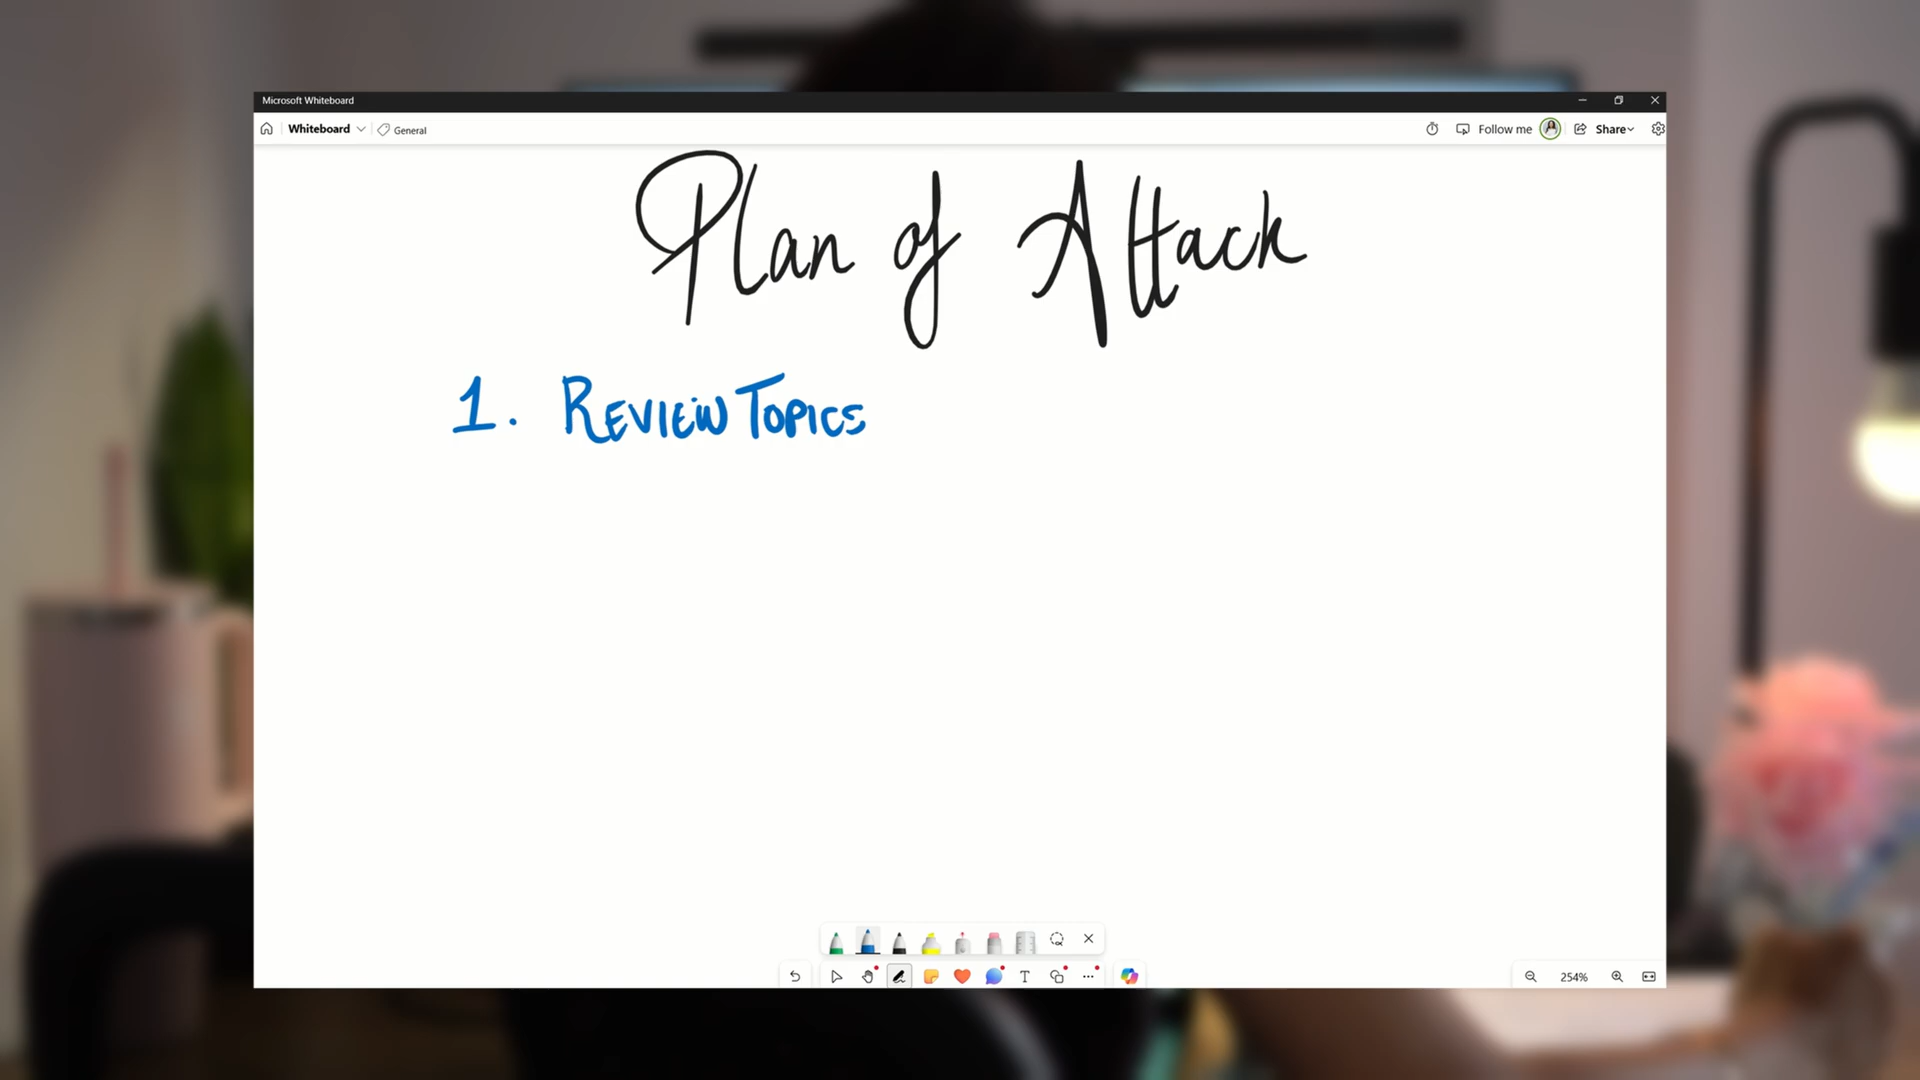 Microsoft Whiteboard
Whiteboard General Follow me Share
Plan of Attack
1. REVIEW TOPICS
T
254%